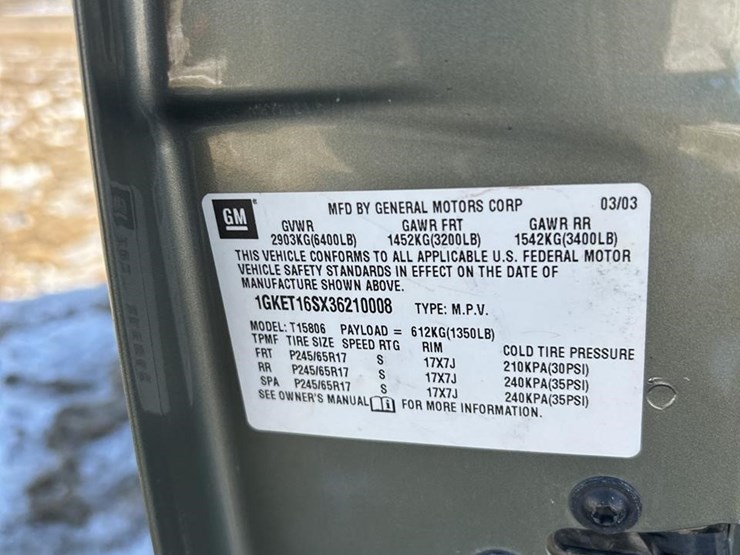 GM
MFD BY GENERAL MOTORS CORP 03/03
GVWR GAWR FRT GAWR RR
2903KG(6400LB) 1452KG(3200LB) 1542KG(3400LB)
THIS VEHICLE CONFORMS TO ALL APPLICABLE U.S. FEDERAL MOTOR
VEHICLE SAFETY STANDARDS IN EFFECT ON THE DATE OF
MANUFACTURE SHOWN ABOVE.
1GKET16SX36210008 TYPE: M.P.V.
MODEL: T15806 PAYLOAD = 612KG(1350LB)
TPMF TIRE SIZE SPEED RTG RIM COLD TIRE PRESSURE
FRT P245/65R17 S 17X7J 210KPA(30PSI)
RR P245/65R17 S 17X7J 240KPA(35PSI)
SPA P245/65R17 S 17X7J 240KPA(35PSI)
SEE OWNER'S MANUAL FOR MORE INFORMATION.